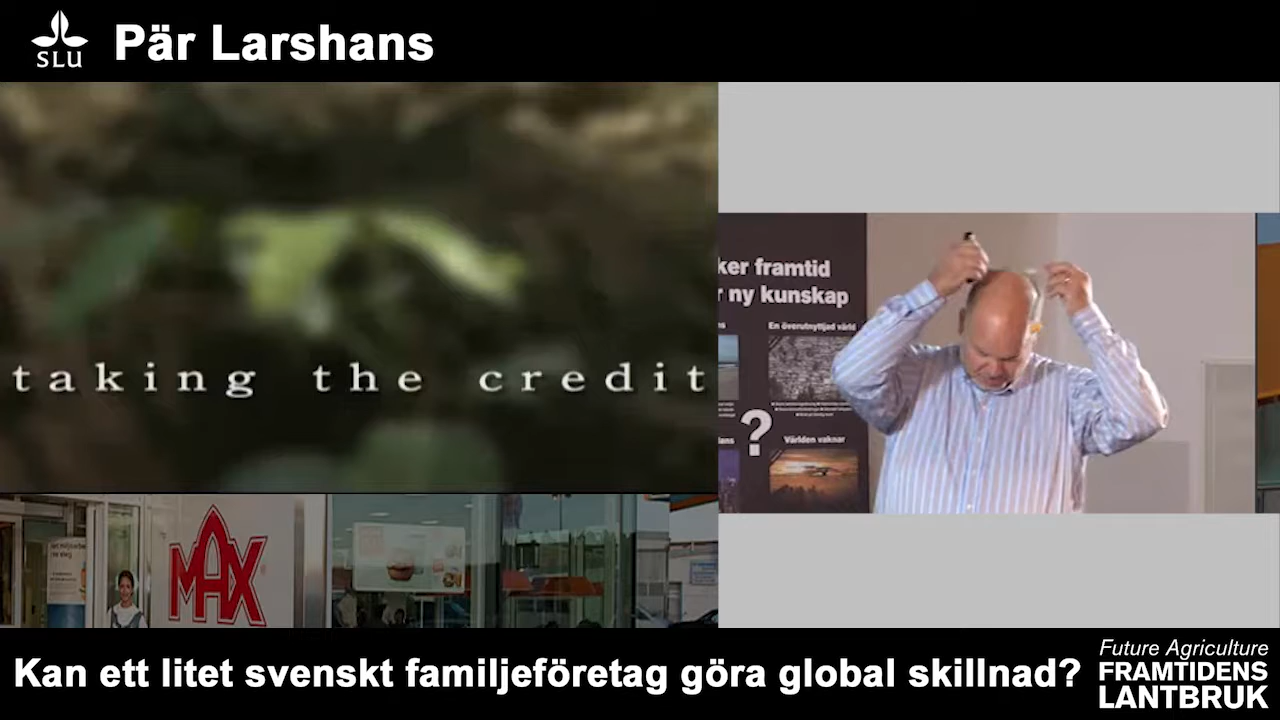 SLU
Pär Larshans
taking the credit
ker framtid
r ny kunskap
En överutnyttjad värld
?
Världen vaknar
MAX
Kan ett litet svenskt familjeföretag göra global skillnad?
Future Agriculture
FRAMTIDENS
LANTBRUK